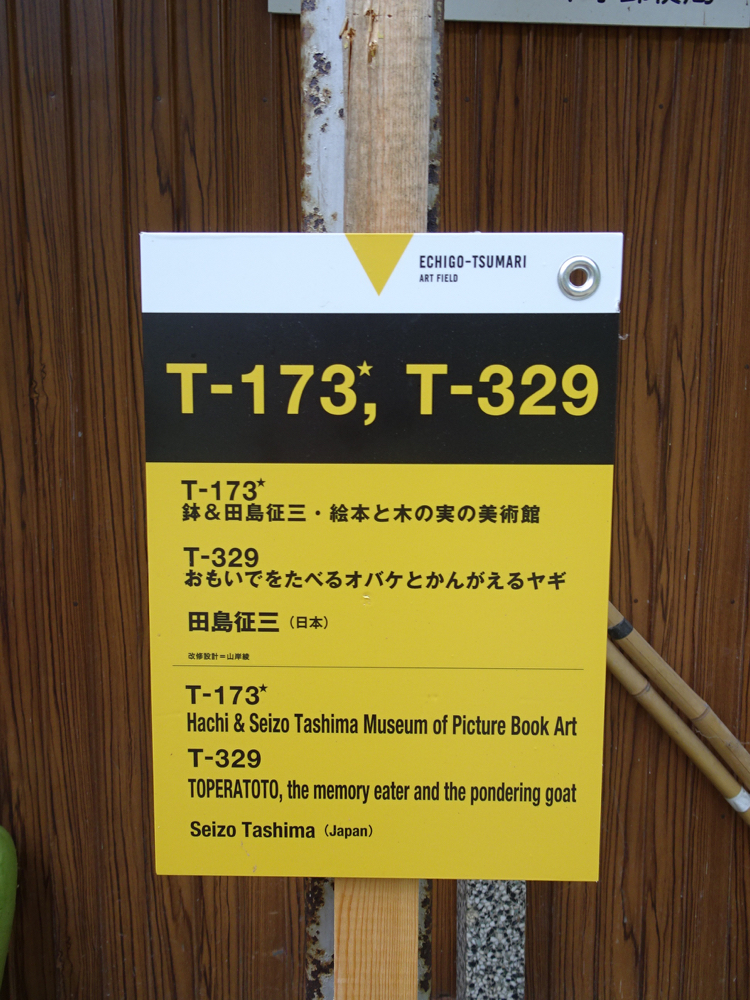 ECHIGO-TSUMARI
ART FIELD
T-173★, T-329
T-173★
鉢&田島征三・絵本と木の実の美術館
T-329
おもいでをたべるオバケとかんがえるヤギ
田島征三（日本）
改修設計＝山岸綾
T-173★
Hachi & Seizo Tashima Museum of Picture Book Art
T-329
TOPERATOTO, the memory eater and the pondering goat
Seizo Tashima（Japan）